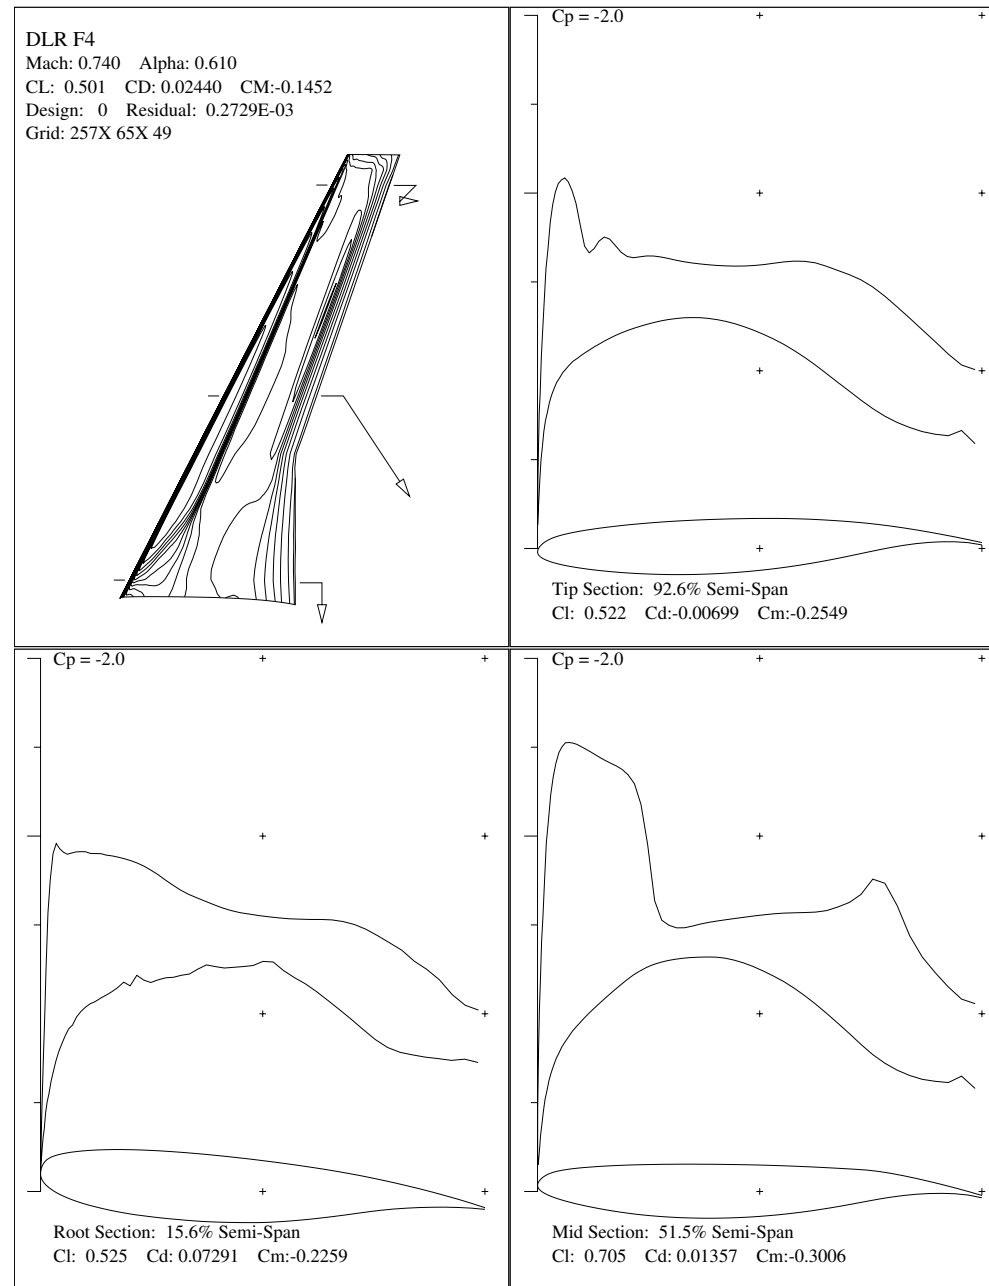 DLR F4
Mach: 0.740 Alpha: 0.610
CL: 0.501 CD: 0.02440 CM:-0.1452
Design: 0 Residual: 0.2729E-03
Grid: 257X 65X 49
Cp = -2.0
Tip Section: 92.6% Semi-Span
Cl: 0.522 Cd:-0.00699 Cm:-0.2549
Cp = -2.0
Root Section: 15.6% Semi-Span
Cl: 0.525 Cd: 0.07291 Cm:-0.2259
Cp = -2.0
Mid Section: 51.5% Semi-Span
Cl: 0.705 Cd: 0.01357 Cm:-0.3006